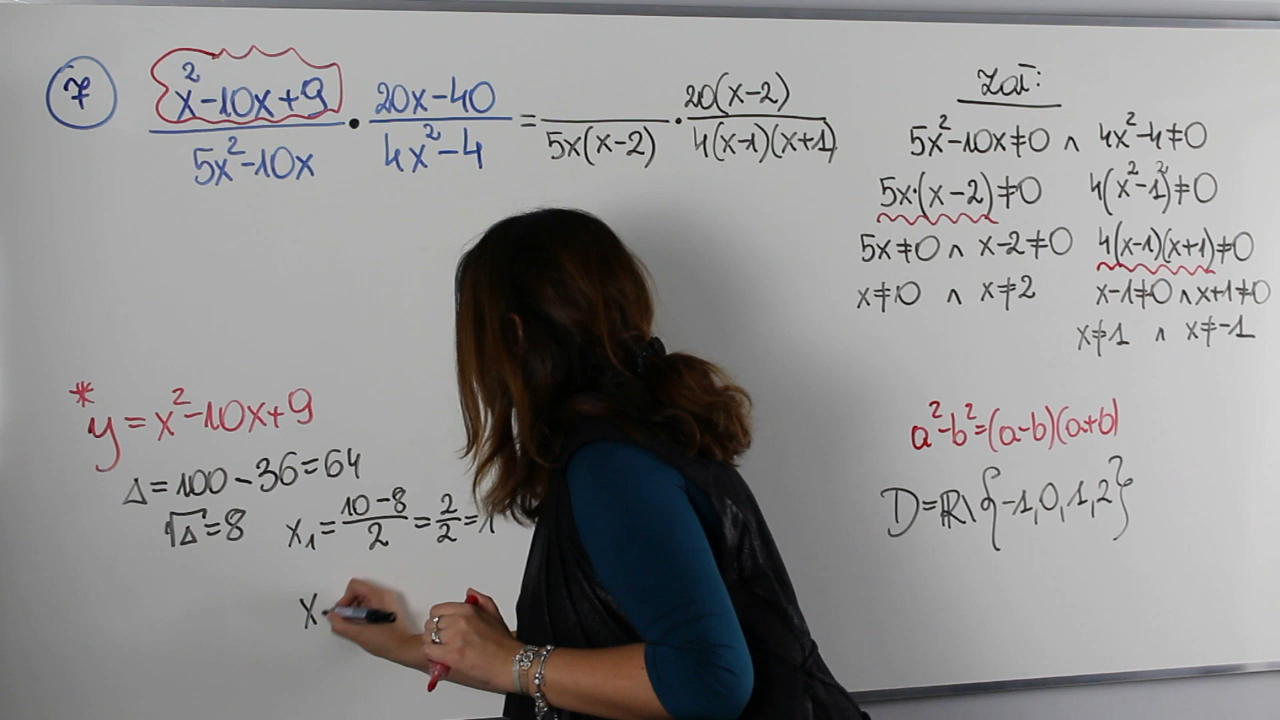 7 x²-10x+9/5x²-10x · 20x-40/4x²-4 = /5x(x-2) · 20(x-2)/4(x-1)(x+1)
Zał:
5x²-10x≠0 ∧ 4x²-4≠0
5x·(x-2)≠0 4(x²-1²)≠0
5x≠0 ∧ x-2≠0 4(x-1)(x+1)≠0
x≠0 ∧ x≠2 x-1≠0 ∧ x+1≠0
x≠1 ∧ x≠-1
a²-b²=(a-b)(a+b)
D=ℝ\{-1,0,1,2}
* y=x²-10x+9
Δ=100-36=64
√Δ=8 x₁=10-8/2=2/2=1
x